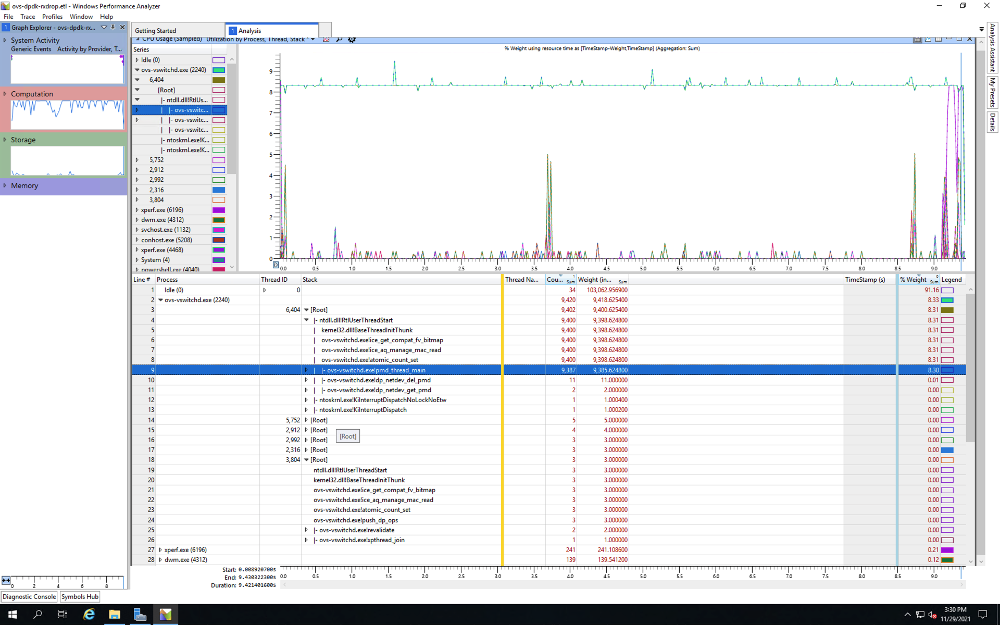 ovs-dpdk-rxdrop.etl - Windows Performance Analyzer
File Trace Profiles Window Help
1 Graph Explorer - ovs-dpdk-rx...
Getting Started
1 Analysis
System Activity
Generic Events Activity by Provider, T...
Computation
Storage
Memory
CPU Usage (Sampled) Utilization by Process, Thread, Stack *
Series
Idle (0)
ovs-vswitchd.exe (2240)
6,404
[Root]
|- ntdll.dll!RtlUs...
| |- ovs-vswitc...
| |- ovs-vswitc...
| |- ovs-vswitc...
|- ntoskrnl.exe!K...
|- ntoskrnl.exe!K...
5,752
2,912
2,992
2,316
3,804
xperf.exe (6196)
dwm.exe (4312)
svchost.exe (1132)
conhost.exe (5208)
xperf.exe (4468)
System (4)
powershell.exe (4040)
% Weight using resource time as [TimeStamp-Weight,TimeStamp] (Aggregation: Sum)
9
8
7
6
5
4
3
2
1
0
0.0 0.5 1.0 1.5 2.0 2.5 3.0 3.5 4.0 4.5 5.0 5.5 6.0 6.5 7.0 7.5 8.0 8.5 9.0
Analysis Assistant
My Presets
Details
Line # Process Thread ID Stack Thread Na... Cou... 1 Sum Weight (in... Sum TimeStamp (s) % Weight 0 Sum Legend
1 Idle (0) 0 34 103,062.956900 91.16
2 ovs-vswitchd.exe (2240) 9,420 9,418.625400 8.33
3 6,404 [Root] 9,402 9,400.625400 8.31
4 |- ntdll.dll!RtlUserThreadStart 9,400 9,398.624800 8.31
5 | kernel32.dll!BaseThreadInitThunk 9,400 9,398.624800 8.31
6 | ovs-vswitchd.exe!ice_get_compat_fv_bitmap 9,400 9,398.624800 8.31
7 | ovs-vswitchd.exe!ice_aq_manage_mac_read 9,400 9,398.624800 8.31
8 | ovs-vswitchd.exe!atomic_count_set 9,400 9,398.624800 8.31
9 | |- ovs-vswitchd.exe!pmd_thread_main 9,387 9,385.624800 8.30
10 | |- ovs-vswitchd.exe!dp_netdev_del_pmd 11 11.000000 0.01
11 | |- ovs-vswitchd.exe!dp_netdev_get_pmd 2 2.000000 0.00
12 |- ntoskrnl.exe!KiInterruptDispatchNoLockNoEtw 1 1.000400 0.00
13 |- ntoskrnl.exe!KiInterruptDispatch 1 1.000200 0.00
14 5,752 [Root] 5 5.000000 0.00
15 2,912 [Root] 4 4.000000 0.00
[Root]
16 2,992 [Root] 3 3.000000 0.00
17 2,316 [Root] 3 3.000000 0.00
18 3,804 [Root] 3 3.000000 0.00
19 ntdll.dll!RtlUserThreadStart 3 3.000000 0.00
20 kernel32.dll!BaseThreadInitThunk 3 3.000000 0.00
21 ovs-vswitchd.exe!ice_get_compat_fv_bitmap 3 3.000000 0.00
22 ovs-vswitchd.exe!ice_aq_manage_mac_read 3 3.000000 0.00
23 ovs-vswitchd.exe!atomic_count_set 3 3.000000 0.00
24 ovs-vswitchd.exe!push_dp_ops 3 3.000000 0.00
25 |- ovs-vswitchd.exe!revalidate 2 2.000000 0.00
26 |- ovs-vswitchd.exe!xpthread_join 1 1.000000 0.00
27 xperf.exe (6196) 241 241.108600 0.21
28 dwm.exe (4312) 139 139.541200 0.12
Start: 0.008920700s
End: 9.430322300s
Duration: 9.421401600s
0.0 0.5 1.0 1.5 2.0 2.5 3.0 3.5 4.0 4.5 5.0 5.5 6.0 6.5 7.0 7.5 8.0 8.5 9.0
0 2 4 6 8
Diagnostic Console Symbols Hub
3:30 PM
11/29/2021